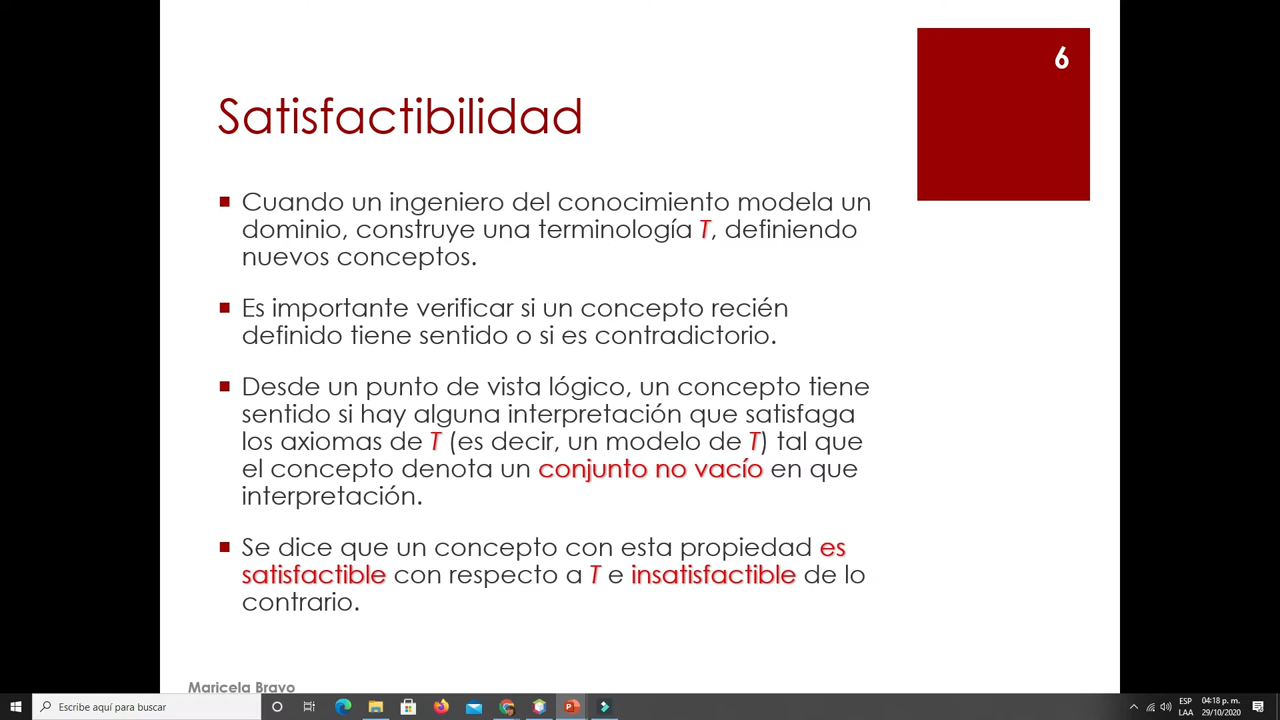 6
Satisfactibilidad
Cuando un ingeniero del conocimiento modela un
dominio, construye una terminología T, definiendo
nuevos conceptos.
Es importante verificar si un concepto recién
definido tiene sentido o si es contradictorio.
Desde un punto de vista lógico, un concepto tiene
sentido si hay alguna interpretación que satisfaga
los axiomas de T (es decir, un modelo de T) tal que
el concepto denota un conjunto no vacío en que
interpretación.
Se dice que un concepto con esta propiedad es
satisfactible con respecto a T e insatisfactible de lo
contrario.
Maricela Bravo
Escribe aquí para buscar
ESP
LAA
04:18 p. m.
29/10/2020